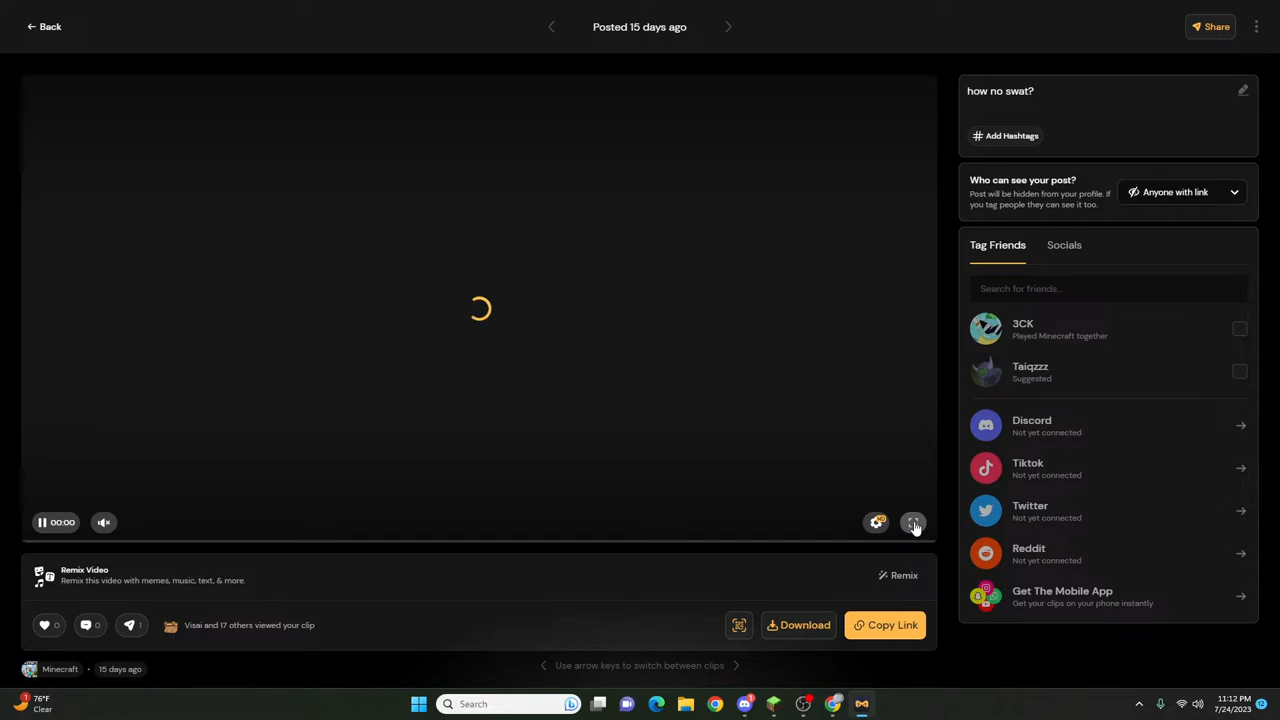 ← Back
Posted 15 days ago
Share
how no swat?
# Add Hashtags
Who can see your post?
Post will be hidden from your profile. If
you tag people they can see it too.
Anyone with link
Tag Friends
Socials
Search for friends...
3CK
Played Minecraft together
Taiqzzz
Suggested
Discord
Not yet connected
Tiktok
Not yet connected
Twitter
Not yet connected
Reddit
Not yet connected
Get The Mobile App
Get your clips on your phone instantly
00:00
HD
Remix Video
Remix this video with memes, music, text, & more.
Remix
0
0
1
Visai and 17 others viewed your clip
Download
Copy Link
Minecraft • 15 days ago
Use arrow keys to switch between clips
1
76°F
Clear
Search
1
11:12 PM
7/24/2023
12